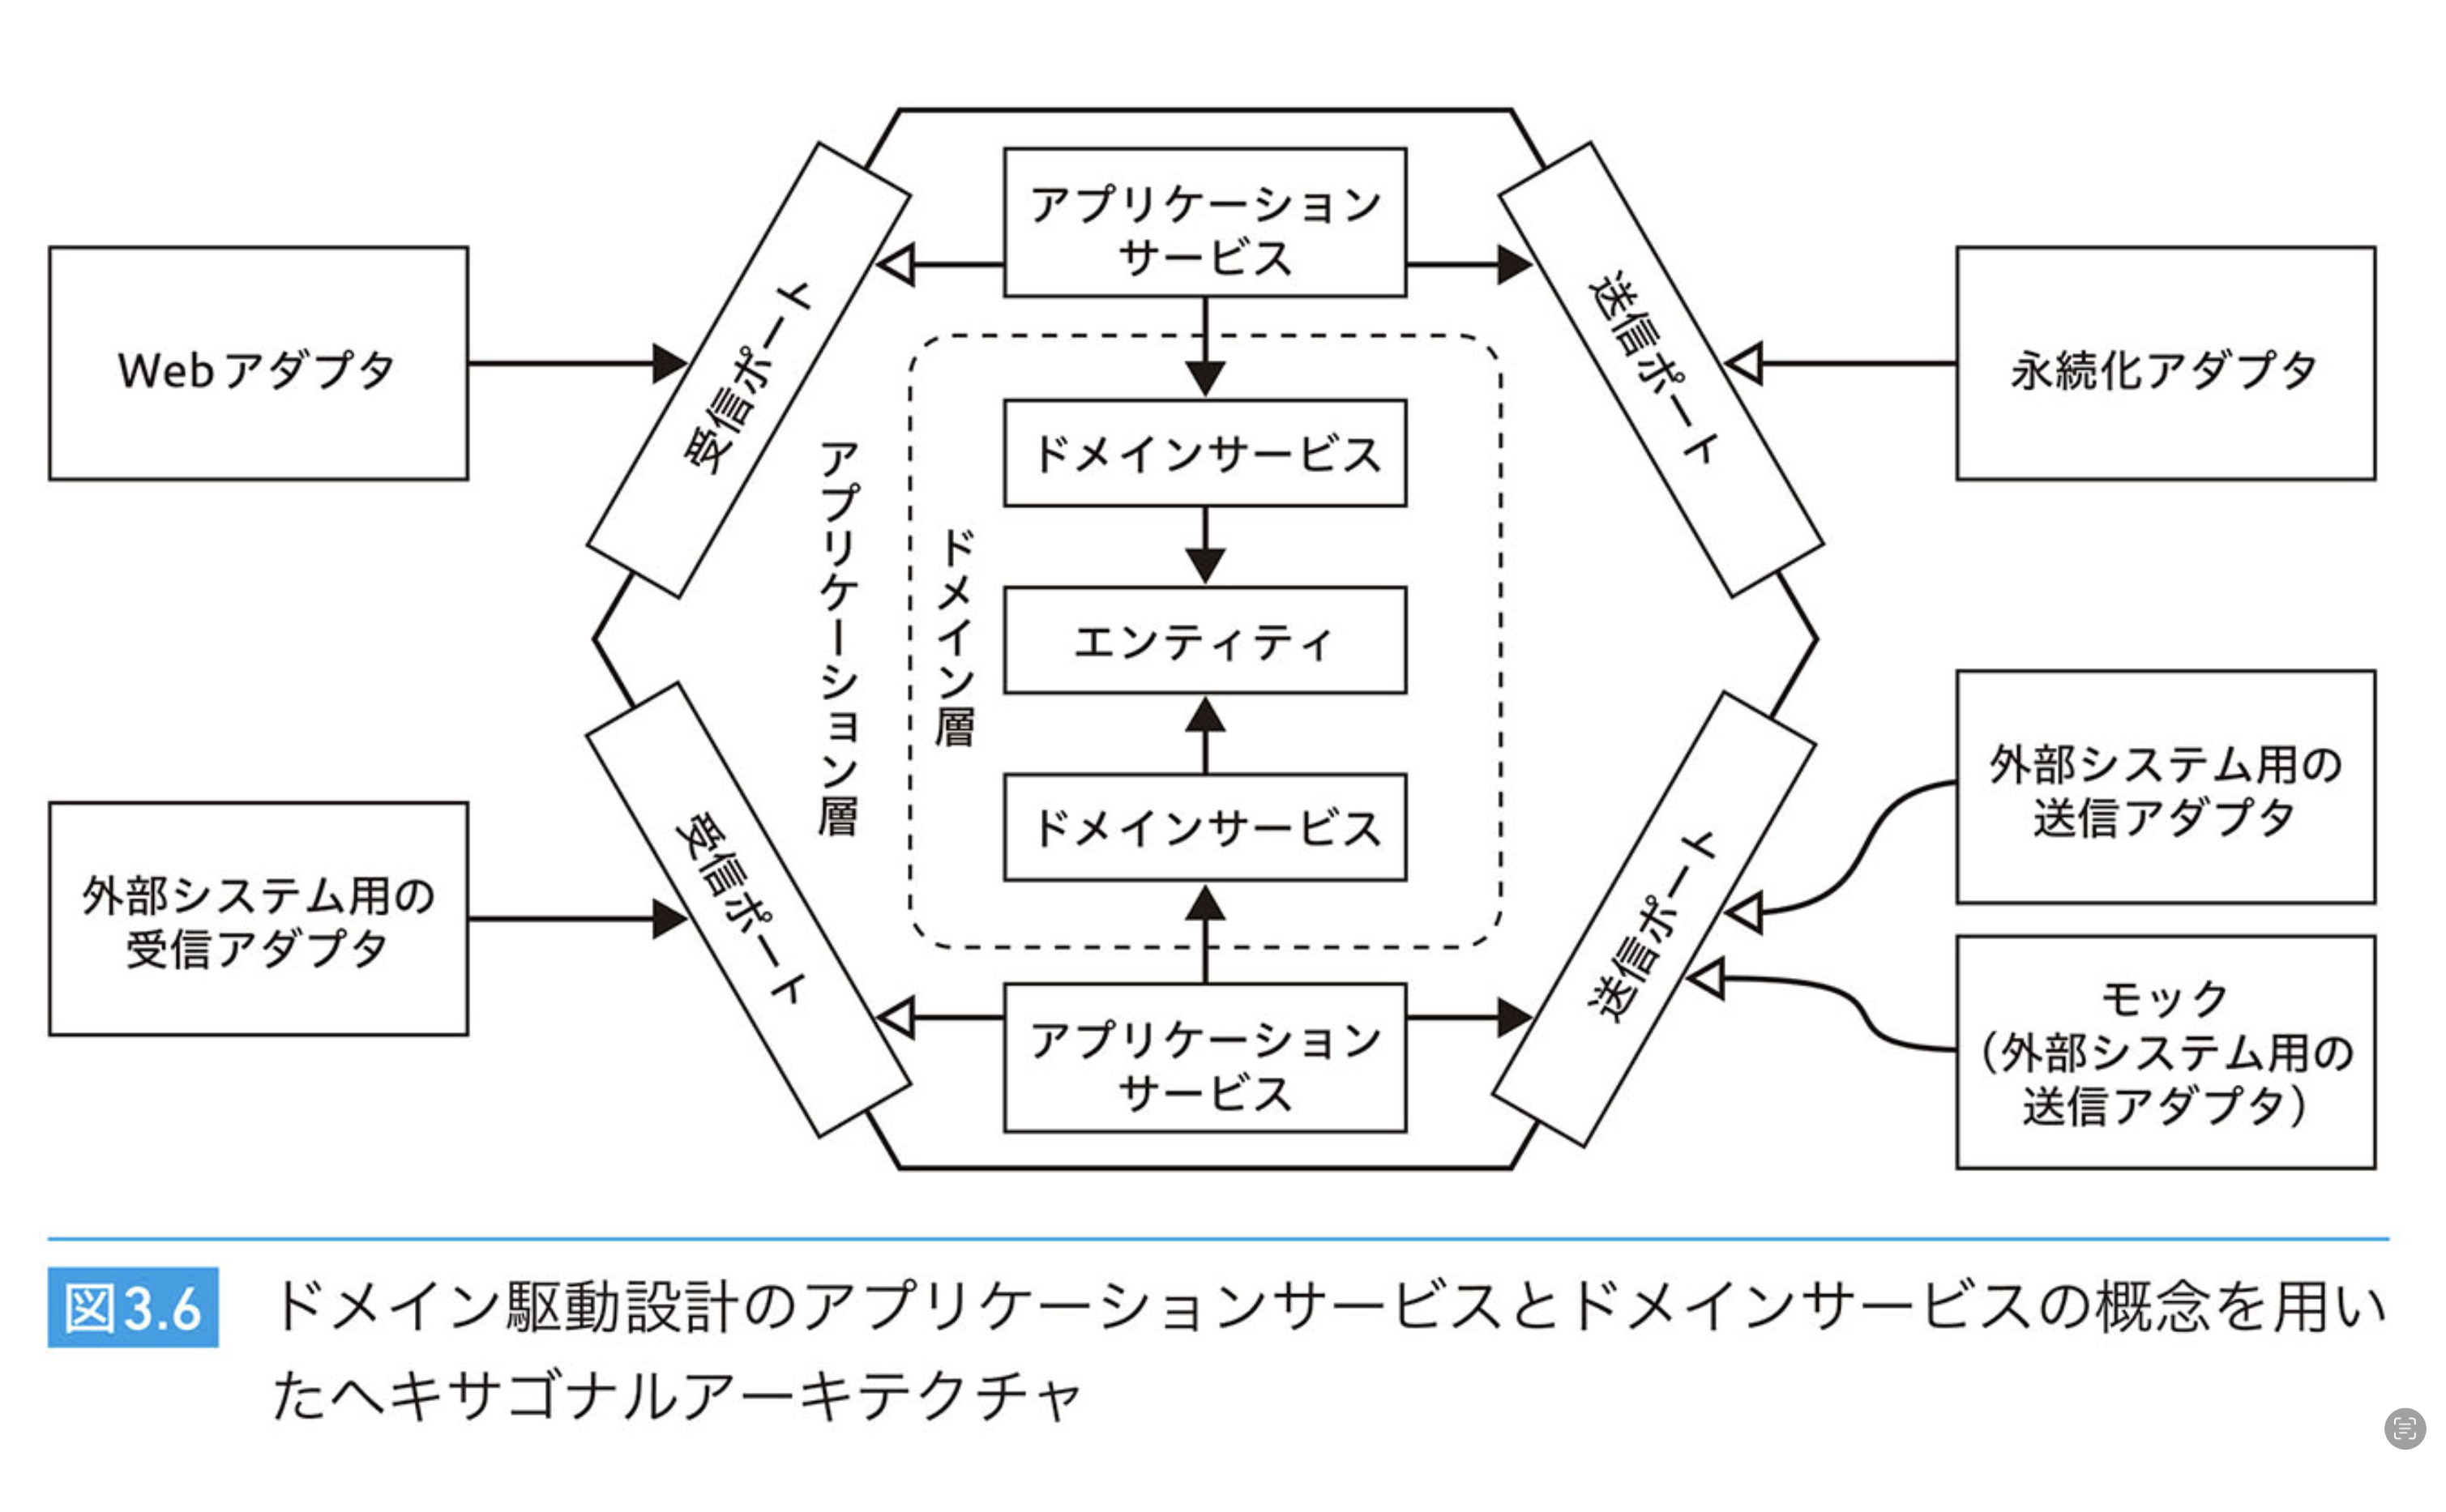 アプリケーション
サービス
受信ポート
送信ポート
Webアダプタ
永続化アダプタ
ドメインサービス
アプリケーション層
ドメイン層
エンティティ
外部システム用の
送信アダプタ
ドメインサービス
受信ポート
送信ポート
外部システム用の
受信アダプタ
モック
（外部システム用の
送信アダプタ）
アプリケーション
サービス
図3.6 ドメイン駆動設計のアプリケーションサービスとドメインサービスの概念を用い
たヘキサゴナルアーキテクチャ